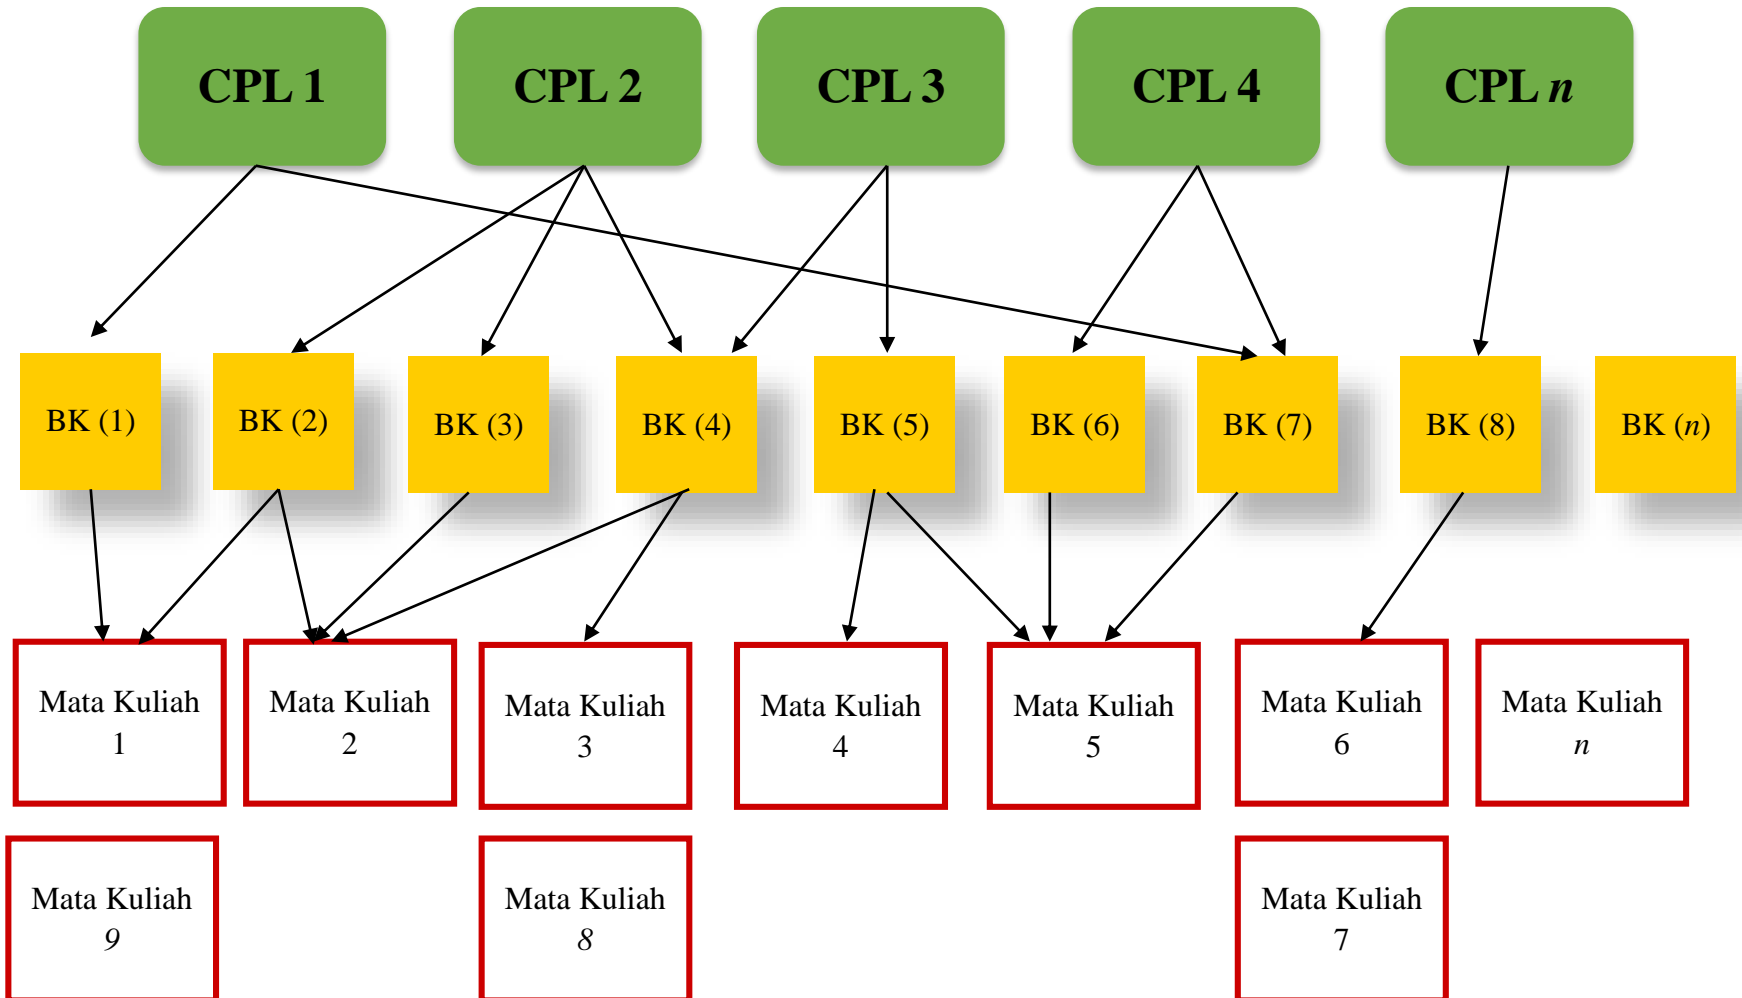 CPL 1
CPL 2
CPL 3
CPL 4
CPL n
BK (1)
BK (2)
BK (3)
BK (4)
BK (5)
BK (6)
BK (7)
BK (8)
BK (n)
Mata Kuliah
1
Mata Kuliah
2
Mata Kuliah
3
Mata Kuliah
4
Mata Kuliah
5
Mata Kuliah
6
Mata Kuliah
n
Mata Kuliah
9
Mata Kuliah
8
Mata Kuliah
7